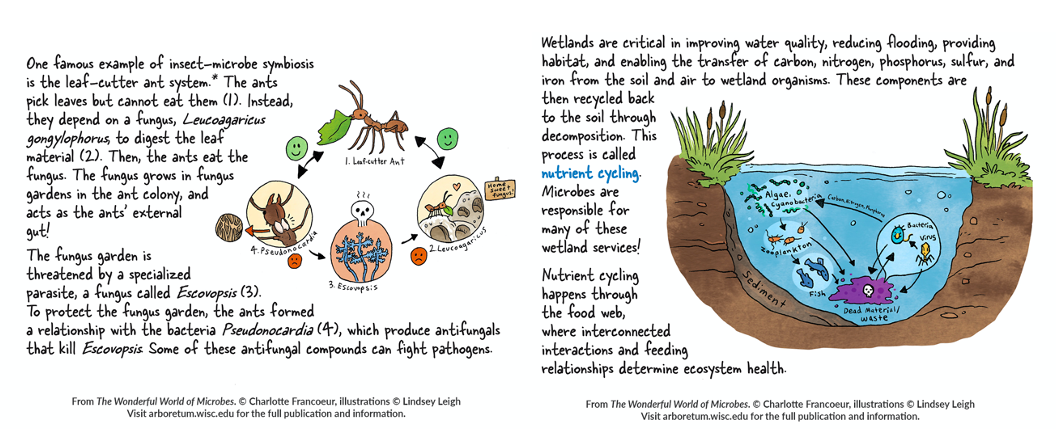 One famous example of insect-microbe symbiosis
is the leaf-cutter ant system.* The ants
pick leaves but cannot eat them (1). Instead,
they depend on a fungus, Leucoagaricus
gongylophorus, to digest the leaf
material (2). Then, the ants eat the
fungus. The fungus grows in fungus
gardens in the ant colony, and
acts as the ants' external
gut!
The fungus garden is
threatened by a specialized
parasite, a fungus called Escovopsis (3).
To protect the fungus garden, the ants formed
a relationship with the bacteria Pseudonocardia (4), which produce antifungals
that kill Escovopsis Some of these antifungal compounds can fight pathogens.
1. Leaf-cutter Ant
Home
sweet
fungus.
2. Leucoagaricus
3. Escovopsis
4. Pseudonocardia
From The Wonderful World of Microbes. © Charlotte Francoeur, illustrations © Lindsey Leigh
Visit arboretum.wisc.edu for the full publication and information.
Wetlands are critical in improving water quality, reducing flooding, providing
habitat, and enabling the transfer of carbon, nitrogen, phosphorus, sulfur, and
iron from the soil and air to wetland organisms. These components are
then recycled back
to the soil through
decomposition. This
process is called
nutrient cycling.
Microbes are
responsible for
many of these
wetland services!
Nutrient cycling
happens through
the food web,
where interconnected
interactions and feeding
relationships determine ecosystem health.
Algae,
Cyanobacteria
Carbon, Nitrogen, Phosphorus
Zooplankton
Bacteria
Virus
Fish
Sediment
Dead Material/
waste
From The Wonderful World of Microbes. © Charlotte Francoeur, illustrations © Lindsey Leigh
Visit arboretum.wisc.edu for the full publication and information.